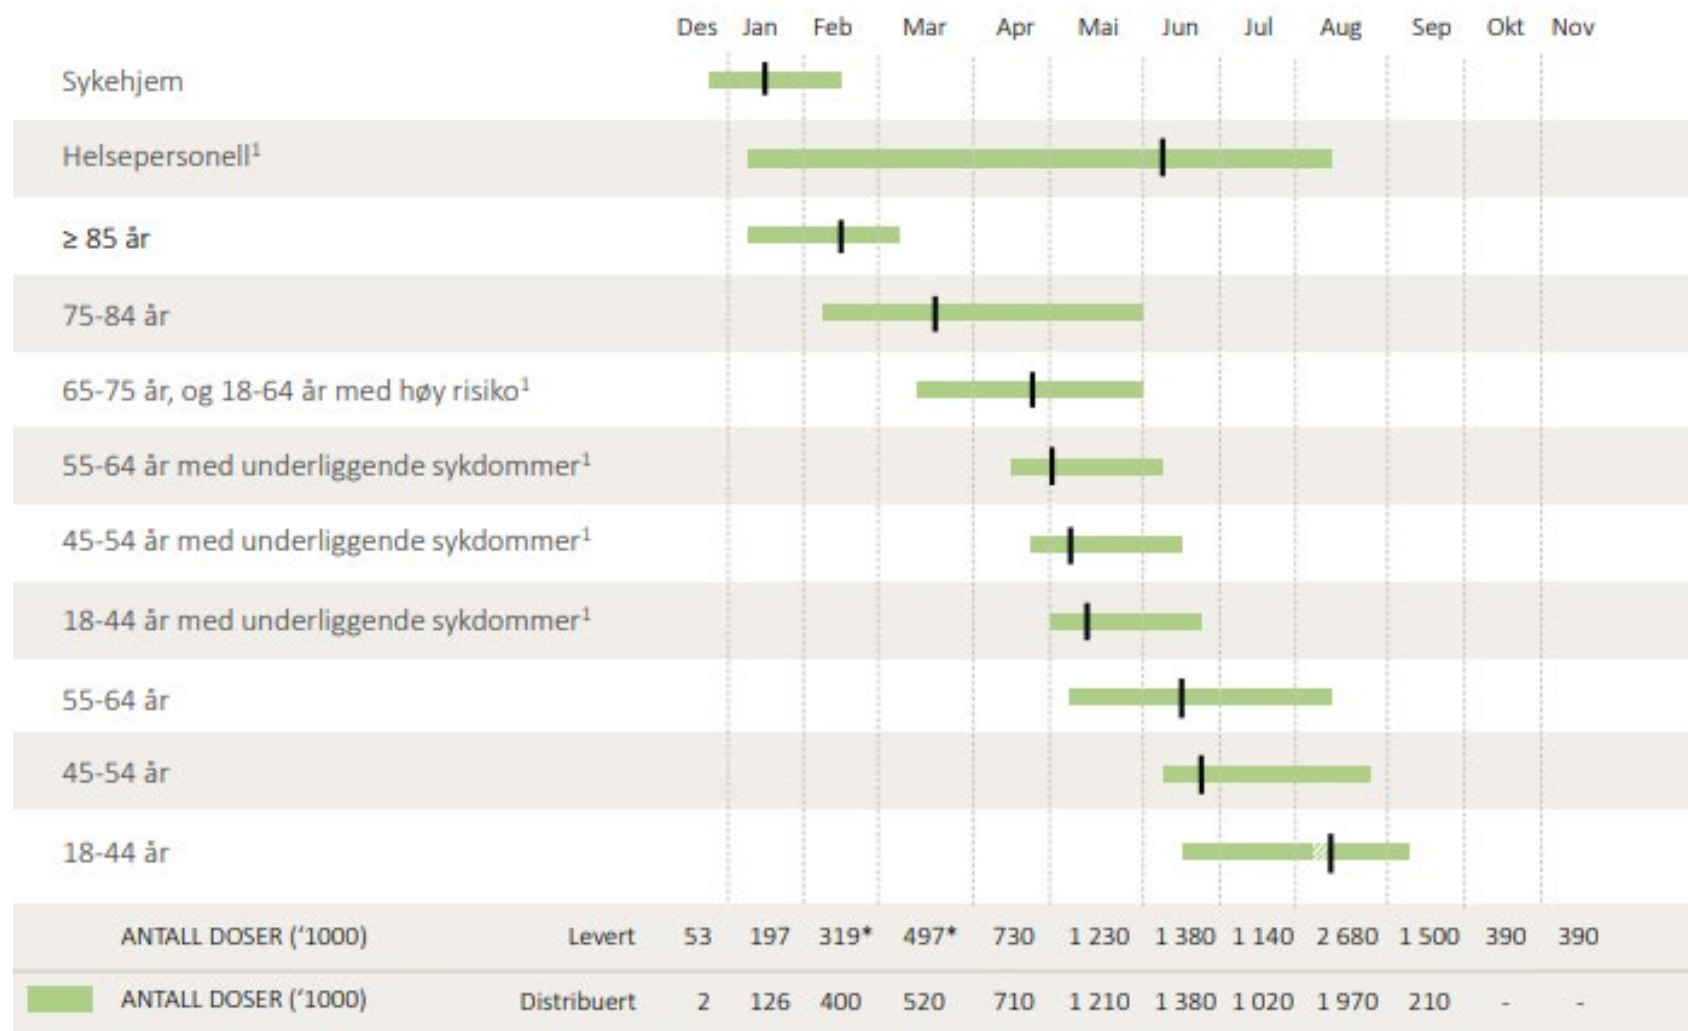 Des Jan Feb Mar Apr Mai Jun Jul Aug Sep Okt Nov
Sykehjem
Helsepersonell¹
≥ 85 år
75-84 år
65-75 år, og 18-64 år med høy risiko¹
55-64 år med underliggende sykdommer¹
45-54 år med underliggende sykdommer¹
18-44 år med underliggende sykdommer¹
55-64 år
45-54 år
18-44 år
ANTALL DOSER (‘1000) Levert 53 197 319* 497* 730 1 230 1 380 1 140 2 680 1 500 390 390
ANTALL DOSER (‘1000) Distribuert 2 126 400 520 710 1 210 1 380 1 020 1 970 210 - -